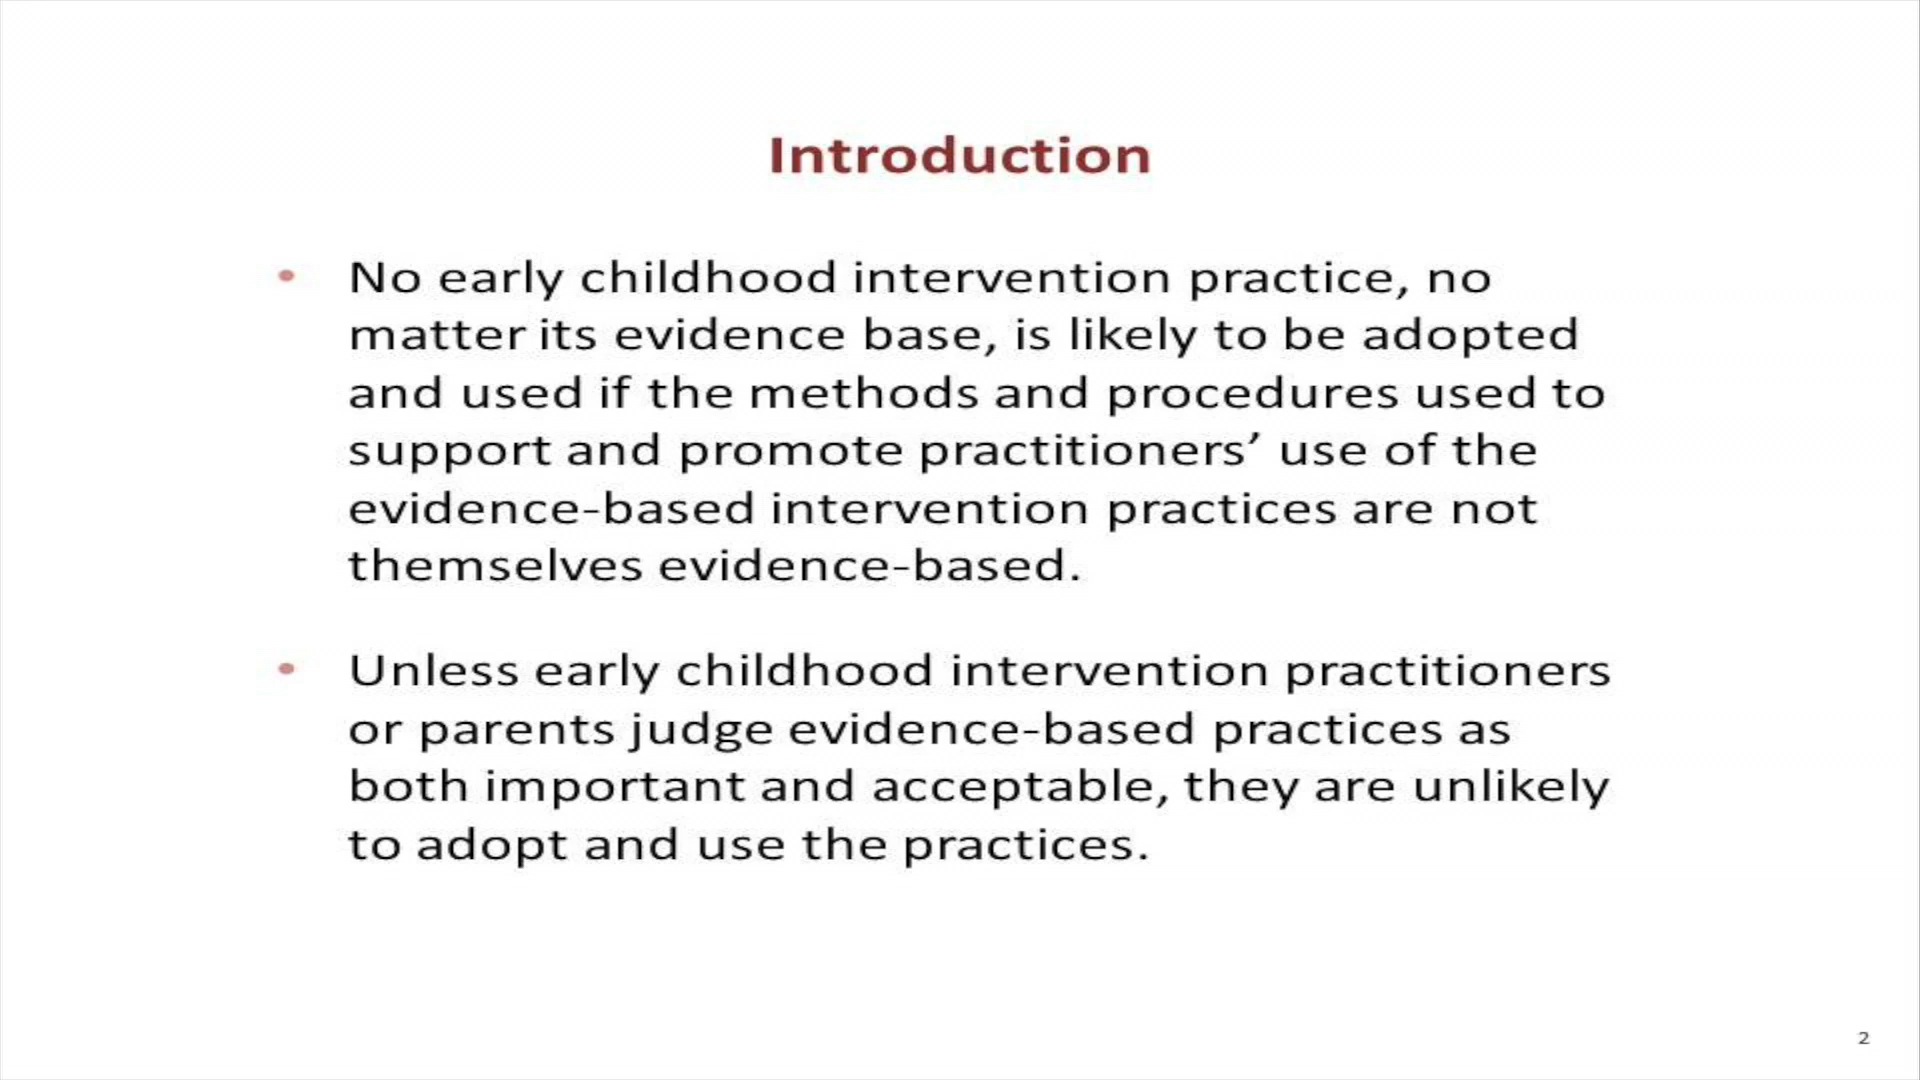 Introduction
• No early childhood intervention practice, no
matter its evidence base, is likely to be adopted
and used if the methods and procedures used to
support and promote practitioners’ use of the
evidence-based intervention practices are not
themselves evidence-based.
• Unless early childhood intervention practitioners
or parents judge evidence-based practices as
both important and acceptable, they are unlikely
to adopt and use the practices.
2